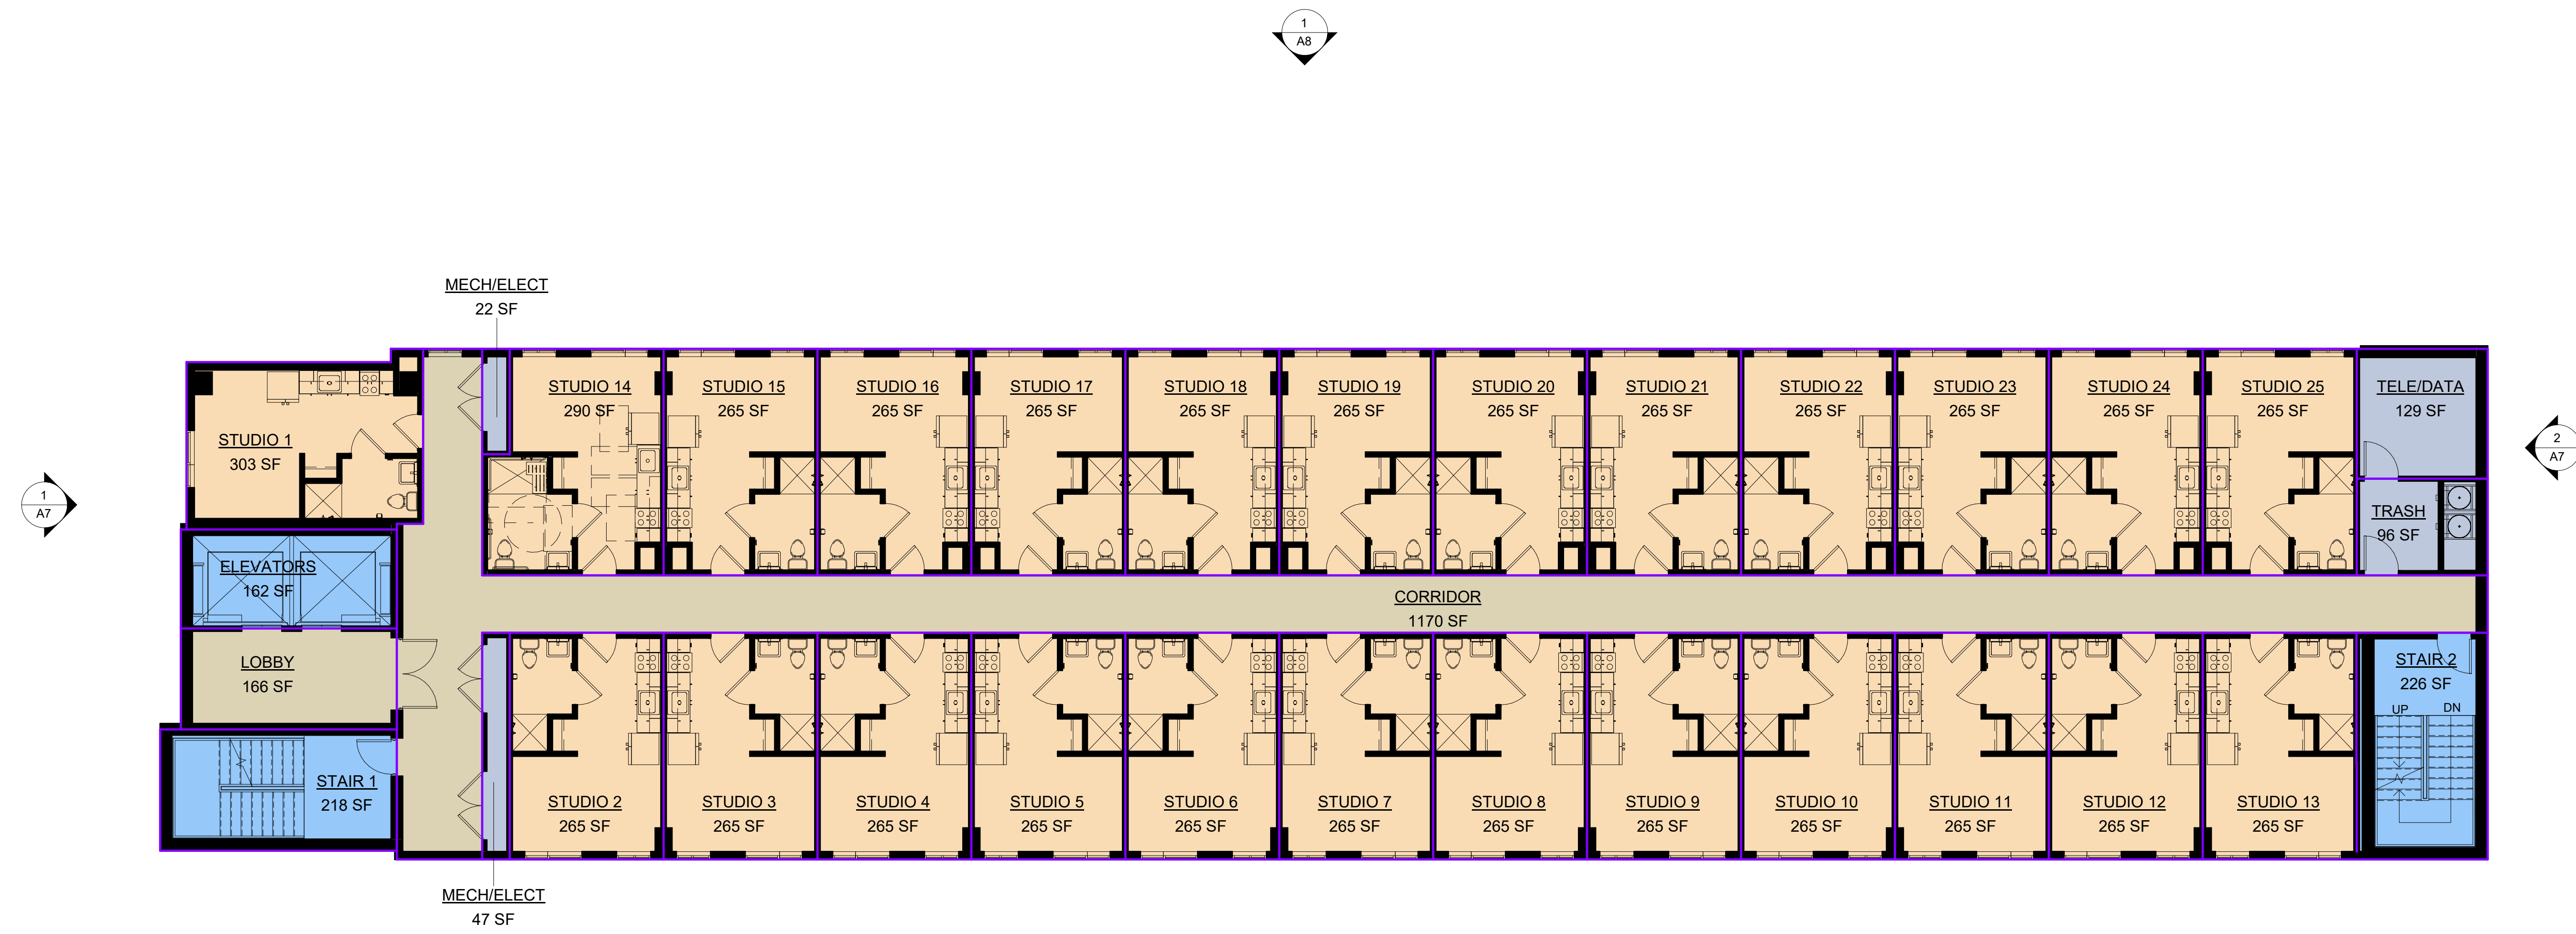 1
A8
MECH/ELECT
22 SF
STUDIO 14
290 SF
STUDIO 15
265 SF
STUDIO 16
265 SF
STUDIO 17
265 SF
STUDIO 18
265 SF
STUDIO 19
265 SF
STUDIO 20
265 SF
STUDIO 21
265 SF
STUDIO 22
265 SF
STUDIO 23
265 SF
STUDIO 24
265 SF
STUDIO 25
265 SF
TELE/DATA
129 SF
STUDIO 1
303 SF
2
A7
1
A7
TRASH
96 SF
ELEVATORS
162 SF
CORRIDOR
1170 SF
LOBBY
166 SF
STAIR 2
226 SF
UP
DN
STAIR 1
218 SF
STUDIO 2
265 SF
STUDIO 3
265 SF
STUDIO 4
265 SF
STUDIO 5
265 SF
STUDIO 6
265 SF
STUDIO 7
265 SF
STUDIO 8
265 SF
STUDIO 9
265 SF
STUDIO 10
265 SF
STUDIO 11
265 SF
STUDIO 12
265 SF
STUDIO 13
265 SF
MECH/ELECT
47 SF